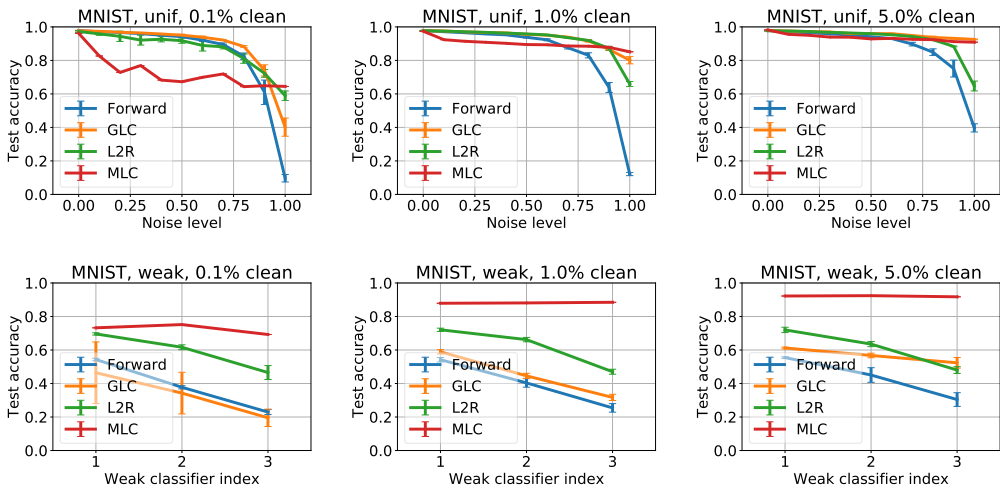 MNIST, unif, 0.1% clean
1.0
0.8
0.6
0.4
0.2
0.0
Test accuracy
Forward
GLC
L2R
MLC
0.00 0.25 0.50 0.75 1.00
Noise level
MNIST, unif, 1.0% clean
1.0
0.8
0.6
0.4
0.2
0.0
Test accuracy
Forward
GLC
L2R
MLC
0.00 0.25 0.50 0.75 1.00
Noise level
MNIST, unif, 5.0% clean
1.0
0.8
0.6
0.4
0.2
0.0
Test accuracy
Forward
GLC
L2R
MLC
0.00 0.25 0.50 0.75 1.00
Noise level
MNIST, weak, 0.1% clean
1.0
0.8
0.6
0.4
0.2
0.0
Test accuracy
Forward
GLC
L2R
MLC
1 2 3
Weak classifier index
MNIST, weak, 1.0% clean
1.0
0.8
0.6
0.4
0.2
0.0
Test accuracy
Forward
GLC
L2R
MLC
1 2 3
Weak classifier index
MNIST, weak, 5.0% clean
1.0
0.8
0.6
0.4
0.2
0.0
Test accuracy
Forward
GLC
L2R
MLC
1 2 3
Weak classifier index